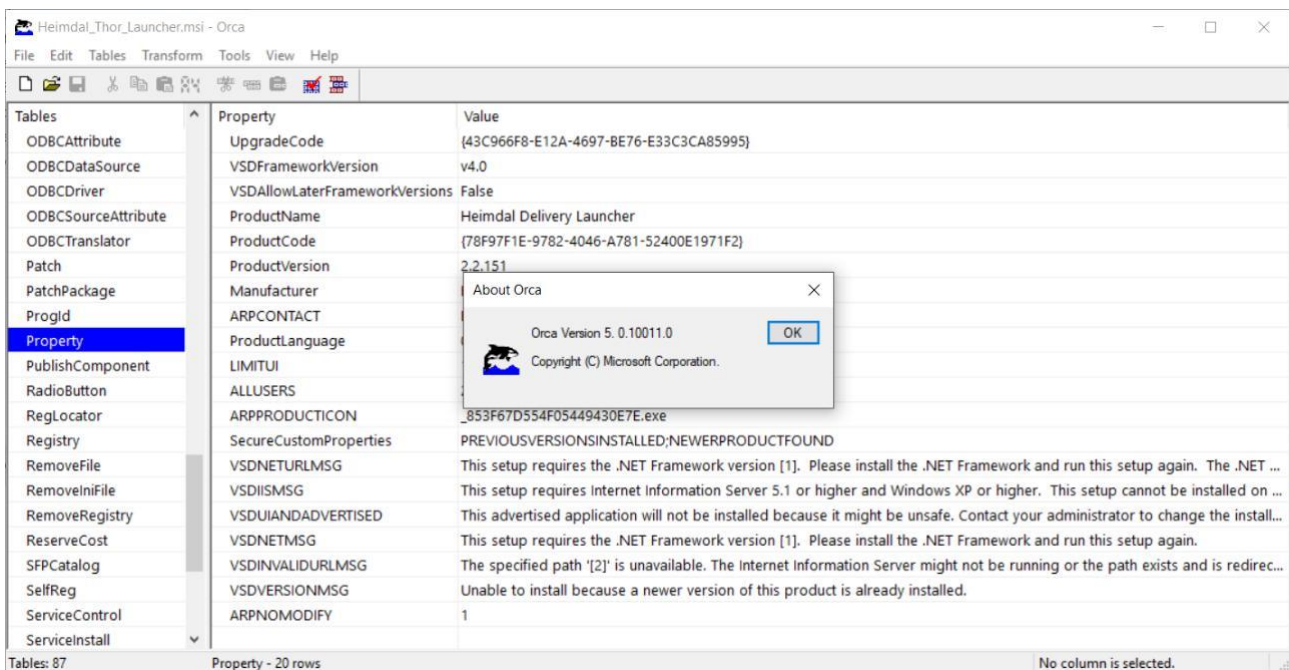 Heimdal_Thor_Launcher.msi - Orca
File Edit Tables Transform Tools View Help
Tables Property Value
ODBCAttribute UpgradeCode {43C966F8-E12A-4697-BE76-E33C3CA85995}
ODBCDataSource VSDFrameworkVersion v4.0
ODBCDriver VSDAllowLaterFrameworkVersions False
ODBCSourceAttribute ProductName Heimdal Delivery Launcher
ODBCTranslator ProductCode {78F97F1E-9782-4046-A781-52400E1971F2}
Patch ProductVersion 2.2.151
PatchPackage Manufacturer
ProgId ARPCONTACT
Property ProductLanguage
PublishComponent LIMITUI
RadioButton ALLUSERS
About Orca
Orca Version 5. 0.10011.0 OK
Copyright (C) Microsoft Corporation.
RegLocator ARPPRODUCTICON _853F67D554F05449430E7E.exe
Registry SecureCustomProperties PREVIOUSVERSIONSINSTALLED;NEWERPRODUCTFOUND
RemoveFile VSDNETURLMSG This setup requires the .NET Framework version [1]. Please install the .NET Framework and run this setup again. The .NET ...
RemoveIniFile VSDIISMSG This setup requires Internet Information Server 5.1 or higher and Windows XP or higher. This setup cannot be installed on ...
RemoveRegistry VSDUIANDADVERTISED This advertised application will not be installed because it might be unsafe. Contact your administrator to change the install...
ReserveCost VSDNETMSG This setup requires the .NET Framework version [1]. Please install the .NET Framework and run this setup again.
SFPCatalog VSDINVALIDURLMSG The specified path '[2]' is unavailable. The Internet Information Server might not be running or the path exists and is redirec...
SelfReg VSDVERSIONMSG Unable to install because a newer version of this product is already installed.
ServiceControl ARPNOMODIFY 1
ServiceInstall
Tables: 87 Property - 20 rows No column is selected.